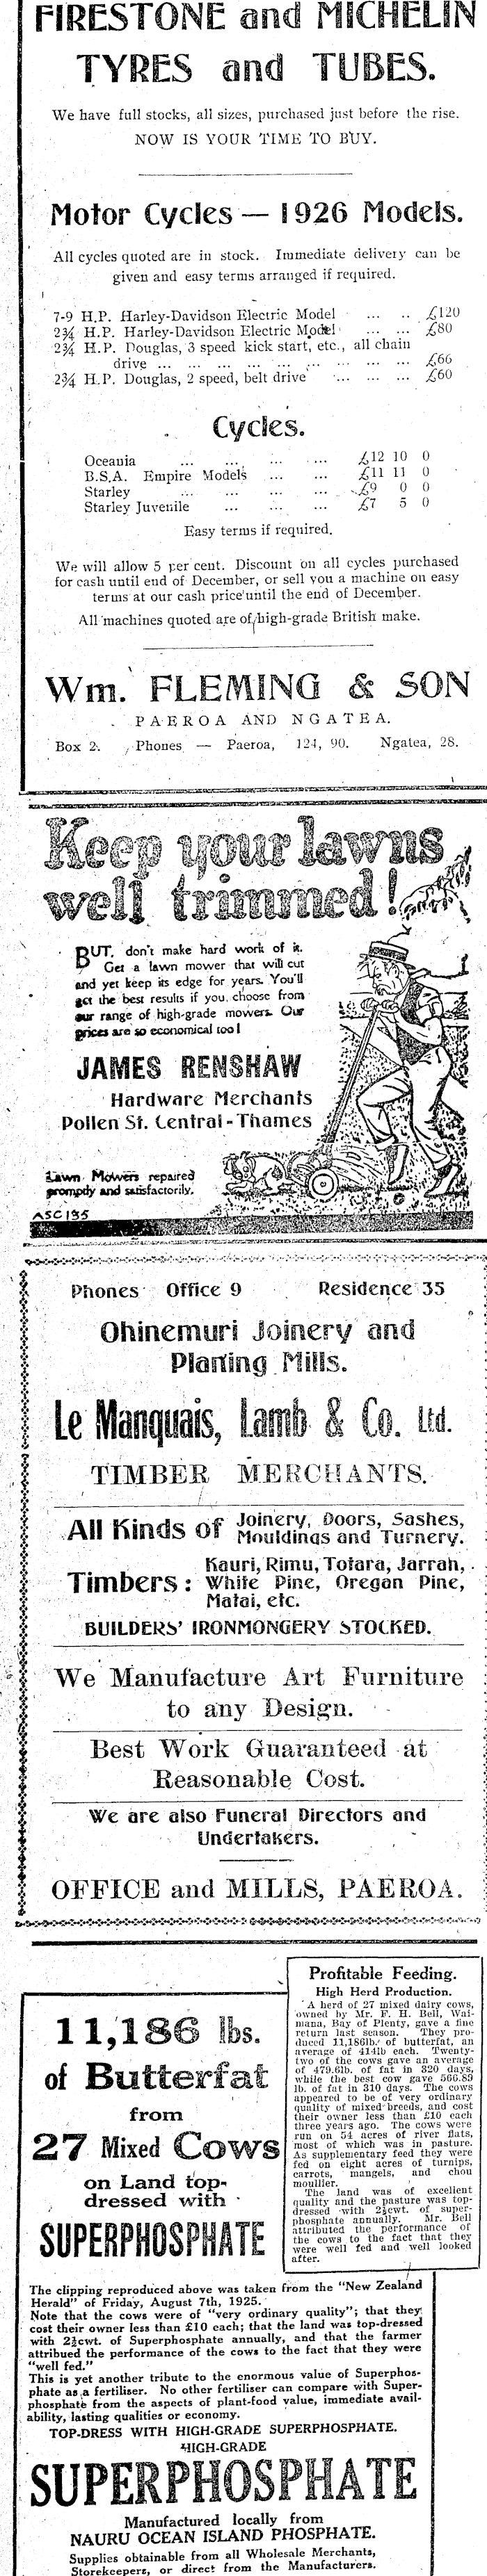 FIRESTONE and MICHELIN
TYRES and TUBES.
We have full stocks, all sizes, purchased just before the rise.
NOW IS YOUR TIME TO BUY.
Motor Cycles — 1926 Models.
All cycles quoted are in stock. Immediate delivery can be
given and easy terms arranged if required.
7-9 H.P. Harley-Davidson Electric Model ... .. £120
2¾ H.P. Harley-Davidson Electric Model ... ... £80
2¾ H.P. Douglas, 3 speed kick start, etc., all chain
drive ... ... ... ... ... ... ... ... ... £66
2¾ H.P. Douglas, 2 speed, belt drive ... ... ... £60
Cycles.
Oceania ... ... ... ... £12 10 0
B.S.A. Empire Models ... ... £11 11 0
Starley ... ... ... ... £9 0 0
Starley Juvenile ... ... ... £7 5 0
Easy terms if required.
We will allow 5 per cent. Discount on all cycles purchased
for cash until end of December, or sell you a machine on easy
terms at our cash price until the end of December.
All machines quoted are of high-grade British make.
Wm. FLEMING & SON
PAEROA AND NGATEA.
Box 2. Phones — Paeroa, 124, 90. Ngatea, 28.
Keep your lawns
well trimmed!
BUT, don't make hard work of it.
Get a lawn mower that will cut
and yet keep its edge for years. You'll
get the best results if you choose from
our range of high-grade mowers. Our
prices are so economical too!
JAMES RENSHAW
Hardware Merchants
Pollen St. Central - Thames
Lawn Mowers repaired
promptly and satisfactorily.
ASC 135
Phones Office 9 Residence 35
Ohinemuri Joinery and
Planing Mills.
Le Manquais, Lamb & Co. Ltd.
TIMBER MERCHANTS.
All Kinds of Joinery, Doors, Sashes,
Mouldings and Turnery.
Timbers: Kauri, Rimu, Totara, Jarrah,
White Pine, Oregan Pine,
Matai, etc.
BUILDERS' IRONMONGERY STOCKED.
We Manufacture Art Furniture
to any Design.
Best Work Guaranteed at
Reasonable Cost.
We are also Funeral Directors and
Undertakers.
OFFICE and MILLS, PAEROA.
11,186 lbs.
of Butterfat
from
27 Mixed Cows
on Land top-
dressed with
SUPERPHOSPHATE
Profitable Feeding.
High Herd Production.
A herd of 27 mixed dairy cows,
owned by Mr. F. H. Bell, Wai-
mana, Bay of Plenty, gave a fine
return last season. They pro-
duced 11,186lb. of butterfat, an
average of 414lb each. Twenty-
two of the cows gave an average
of 479.6lb. of fat in 320 days,
while the best cow gave 566.89
lb. of fat in 310 days. The cows
appeared to be of very ordinary
quality of mixed breeds, and cost
their owner less than £10 each
three years ago. The cows were
run on 54 acres of river flats,
most of which was in pasture.
As supplementary feed they were
fed on eight acres of turnips,
carrots, mangels, and chou
moullier.
The land was of excellent
quality and the pasture was top-
dressed with 2½cwt. of super-
phosphate annually. Mr. Bell
attributed the performance of
the cows to the fact that they
were well fed and well looked
after.
The clipping reproduced above was taken from the "New Zealand
Herald" of Friday, August 7th, 1925.
Note that the cows were of "very ordinary quality"; that they
cost their owner less than £10 each; that the land was top-dressed
with 2½cwt. of Superphosphate annually, and that the farmer
attribued the performance of the cows to the fact that they were
"well fed."
This is yet another tribute to the enormous value of Superphos-
phate as a fertiliser. No other fertiliser can compare with Super-
phosphate from the aspects of plant-food value, immediate avail-
ability, lasting qualities or economy.
TOP-DRESS WITH HIGH-GRADE SUPERPHOSPHATE.
HIGH-GRADE
SUPERPHOSPHATE
Manufactured locally from
NAURU OCEAN ISLAND PHOSPHATE.
Supplies obtainable from all Wholesale Merchants,
Storekeepers, or direct from the Manufacturers.